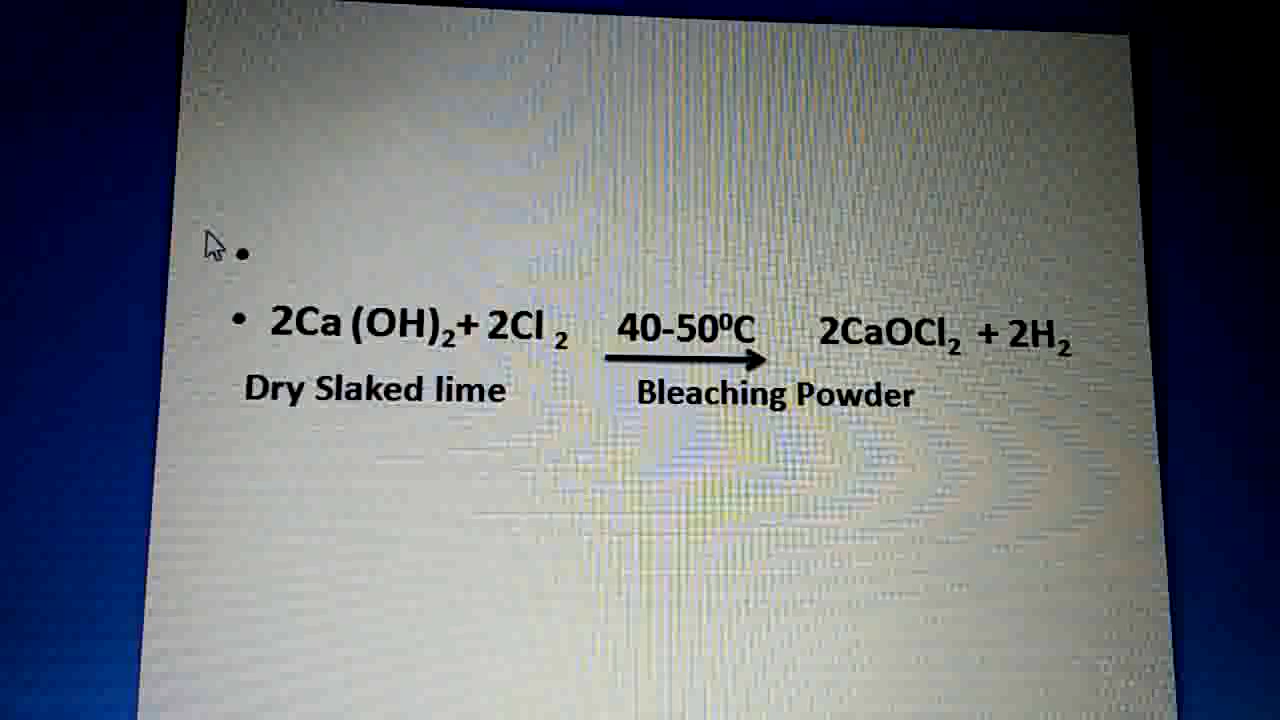 •
• 2Ca (OH)₂+ 2Cl ₂ 40-50⁰C 2CaOCl₂ + 2H₂
Dry Slaked lime Bleaching Powder